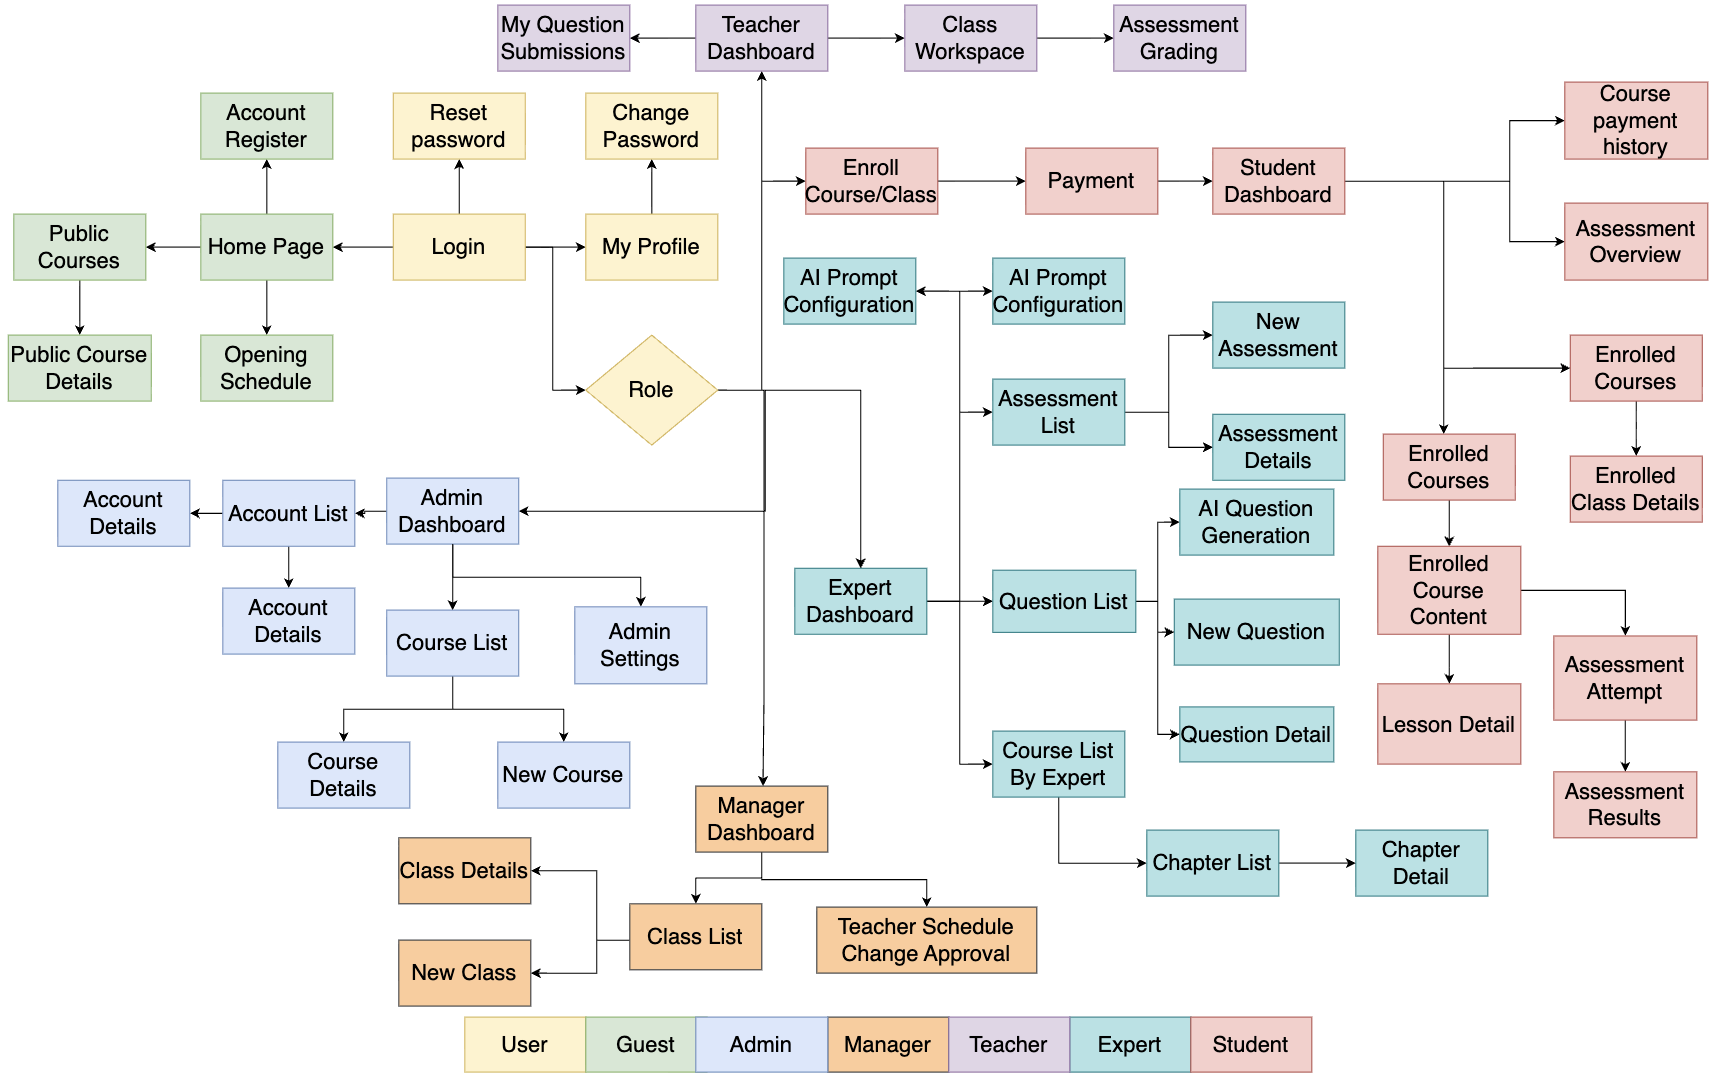 My Question
Submissions
Teacher
Dashboard
Class
Workspace
Assessment
Grading
Account
Register
Reset
password
Change
Password
Course
payment
history
Enroll
Course/Class
Payment
Student
Dashboard
Public
Courses
Home Page
Login
My Profile
Assessment
Overview
AI Prompt
Configuration
AI Prompt
Configuration
New
Assessment
Public Course
Details
Opening
Schedule
Role
Assessment
List
Enrolled
Courses
Assessment
Details
Enrolled
Courses
Enrolled
Class Details
Account
Details
Account List
Admin
Dashboard
AI Question
Generation
Account
Details
Course List
Admin
Settings
Expert
Dashboard
Question List
New Question
Enrolled
Course
Content
Assessment
Attempt
Question Detail
Lesson Detail
Course
Details
New Course
Course List
By Expert
Assessment
Results
Manager
Dashboard
Class Details
Chapter List
Chapter
Detail
Class List
Teacher Schedule
Change Approval
New Class
User
Guest
Admin
Manager
Teacher
Expert
Student